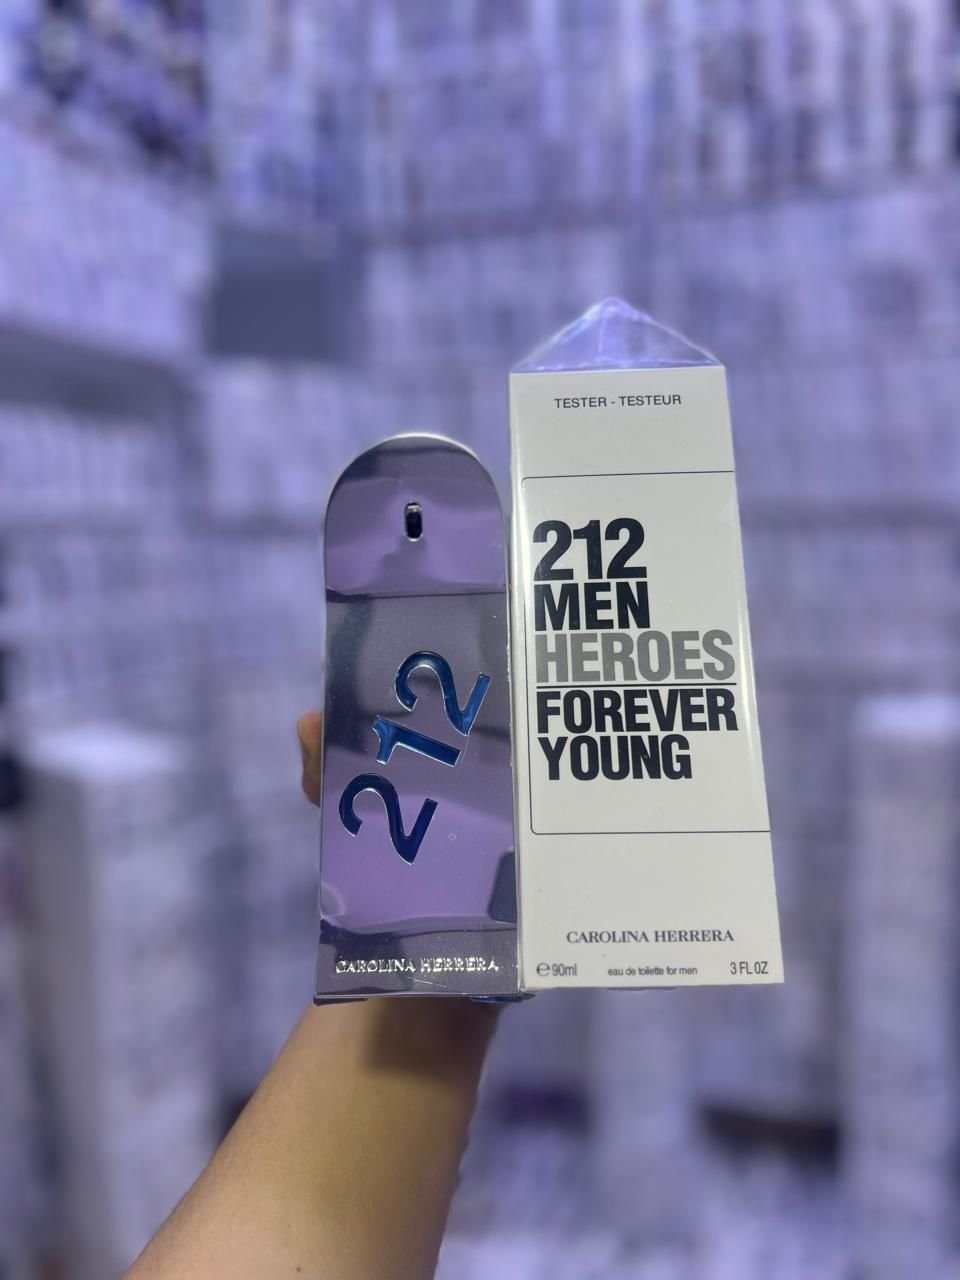 212
CAROLINA HERRERA
TESTER - TESTEUR
212
MEN
HEROES
FOREVER
YOUNG
CAROLINA HERRERA
℮ 90ml eau de toilette for men 3 FL OZ